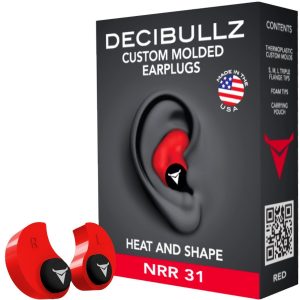 DECIBULLZ
CUSTOM MOLDED
EARPLUGS
MADE IN THE
USA
HEAT AND SHAPE
NRR 31
CONTENTS
THERMOPLASTIC
CUSTOM MOLDS
S, M, L TRIPLE
FLANGE TIPS
FOAM TIPS
CARRYING
POUCH
RED
R
L